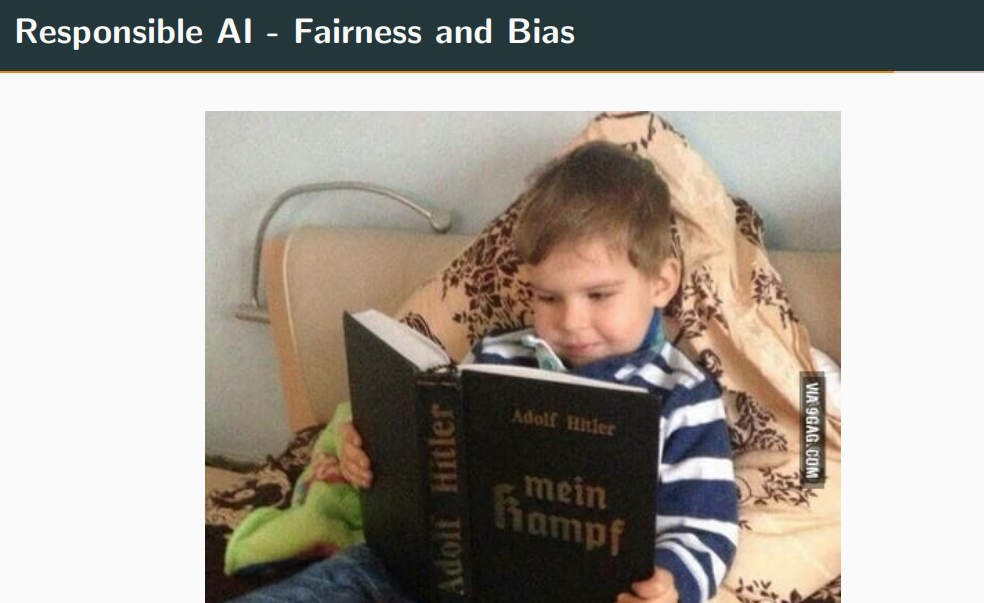 Responsible AI - Fairness and Bias
Adolf Hitler
Adolf Hitler
mein
Kampf
VIA 9GAG.COM